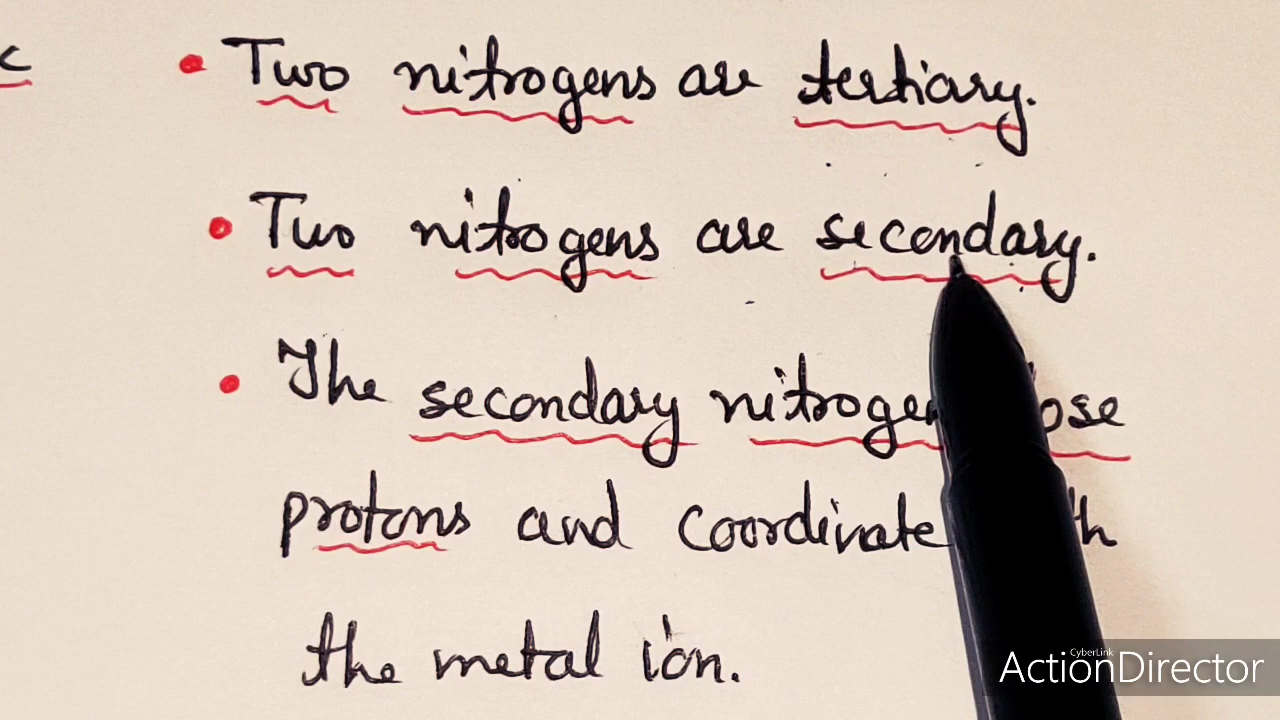 c
• Two nitrogens are tertiary.
• Two nitrogens are secondary.
• The secondary
protons and coordinate
the metal ion.
CyberLink
ActionDirector